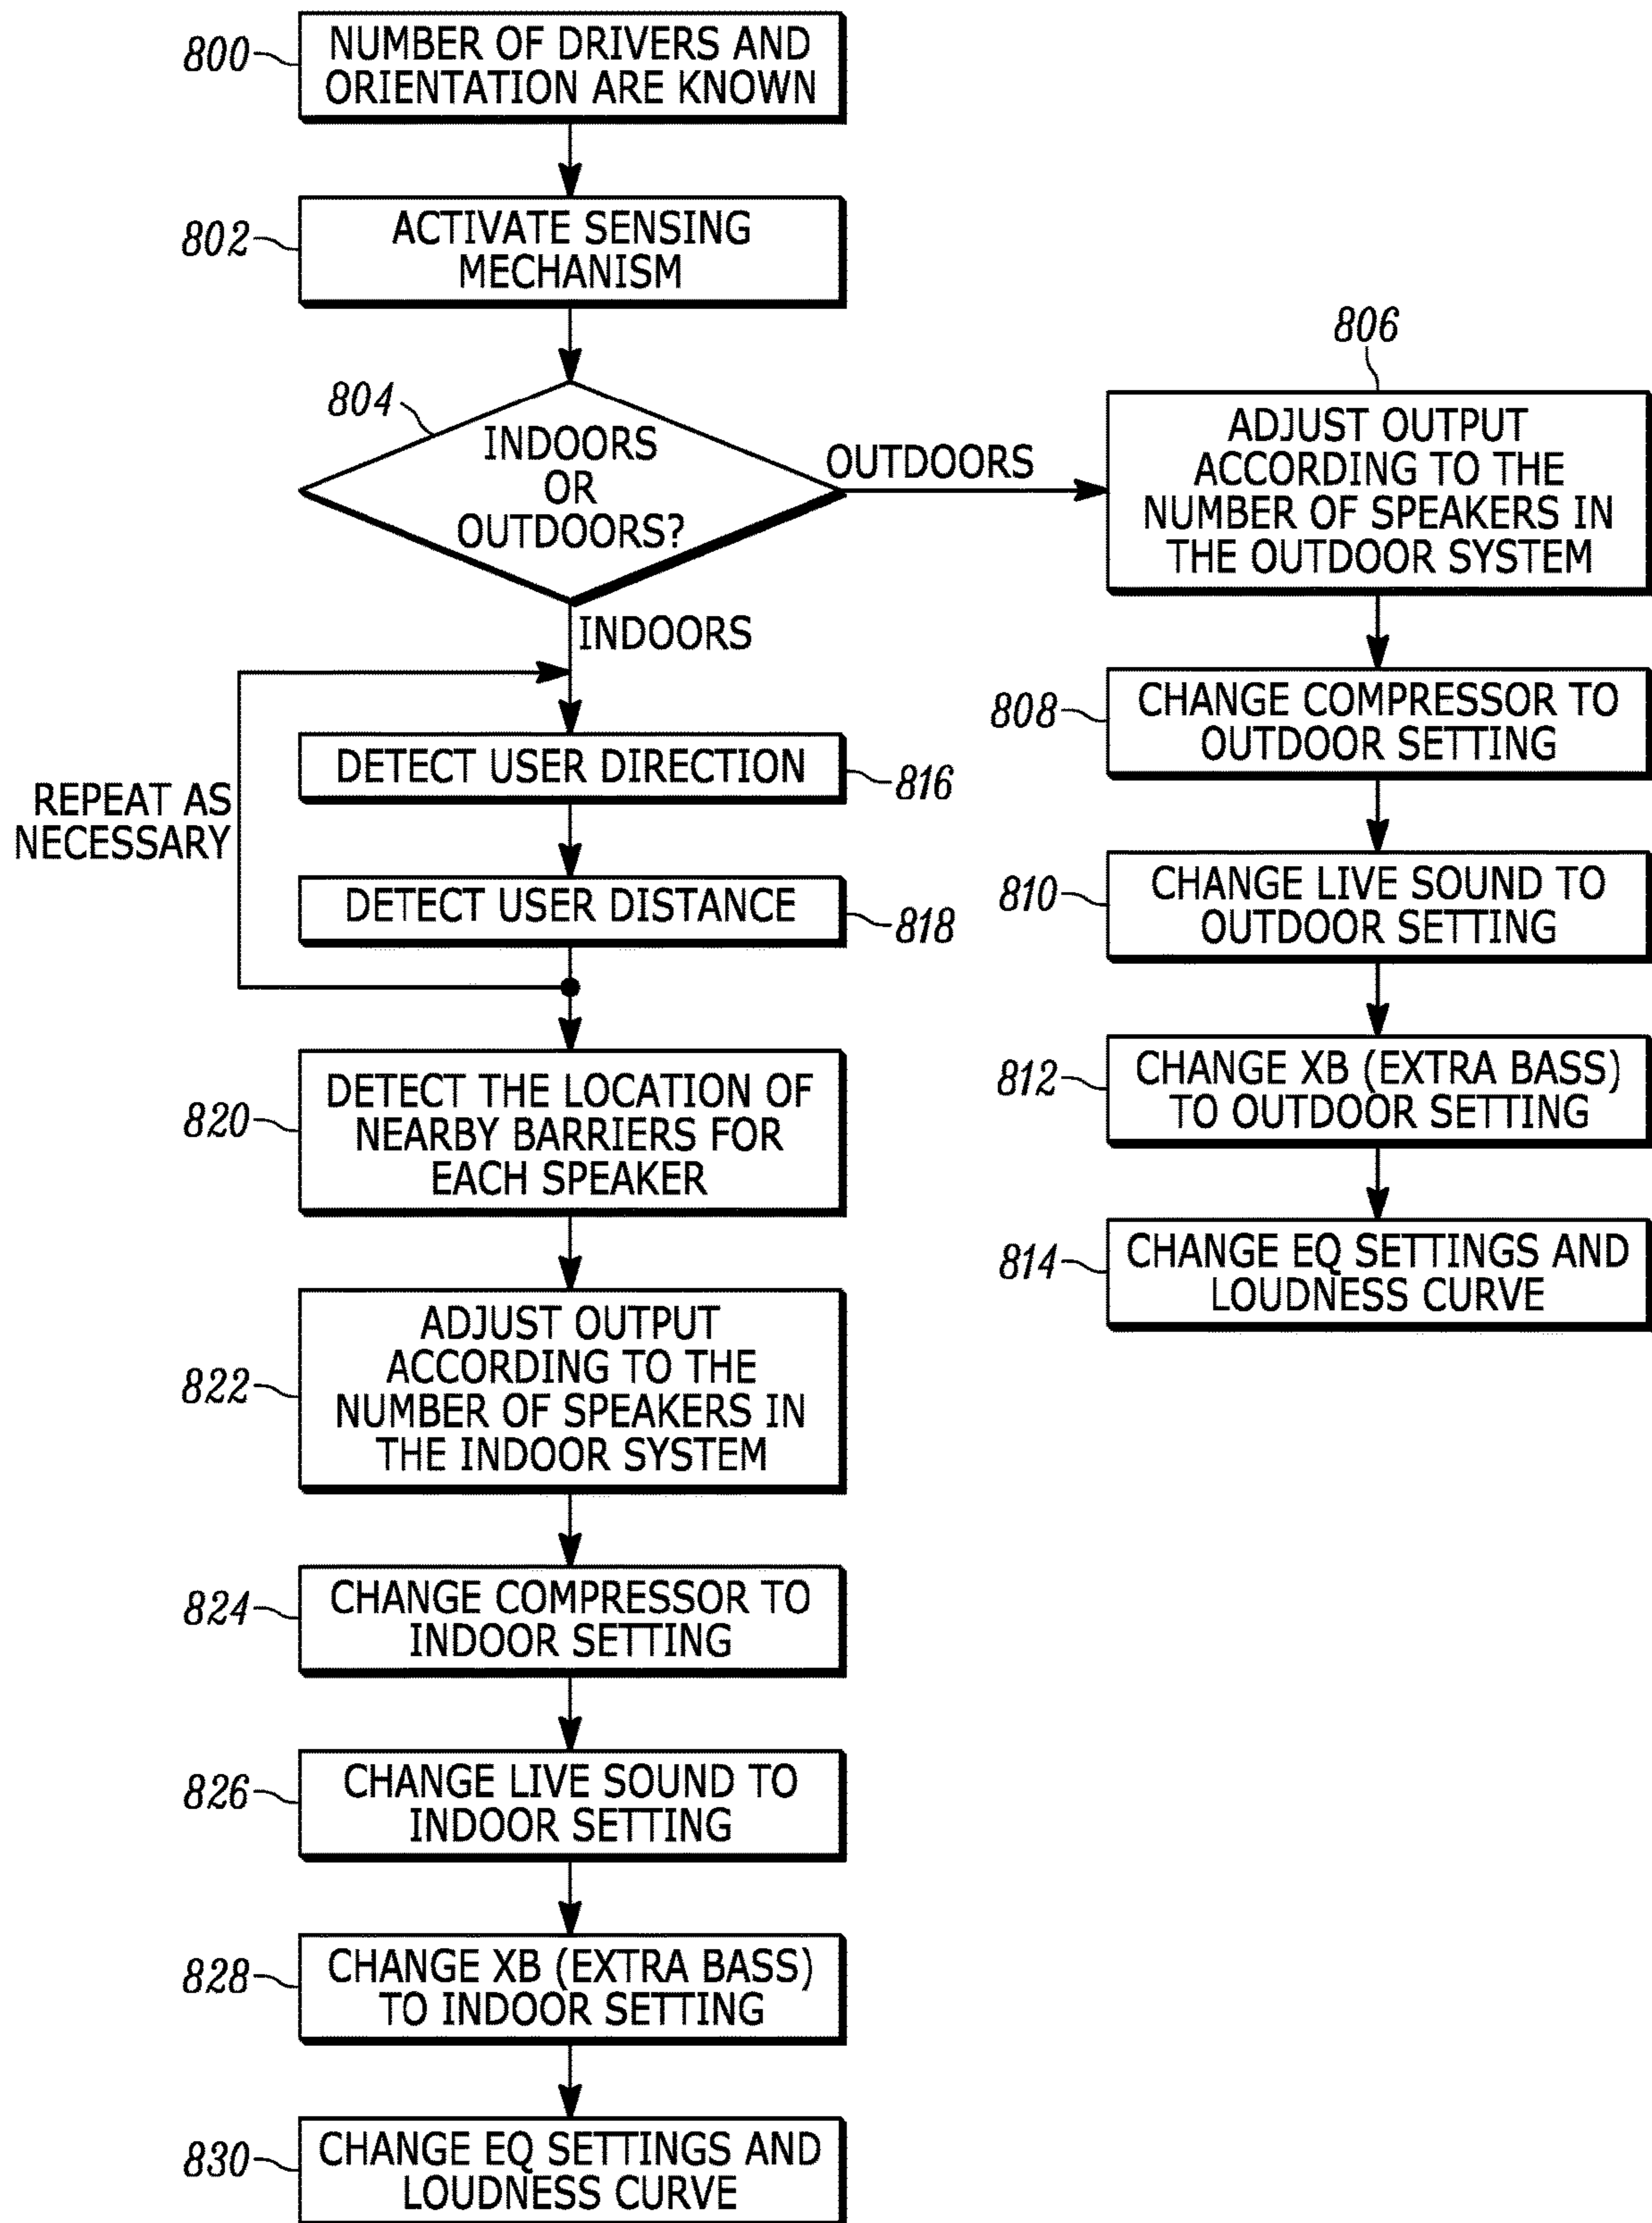 800
NUMBER OF DRIVERS AND
ORIENTATION ARE KNOWN
802
ACTIVATE SENSING
MECHANISM
804
INDOORS
OR
OUTDOORS?
OUTDOORS
INDOORS
806
ADJUST OUTPUT
ACCORDING TO THE
NUMBER OF SPEAKERS IN
THE OUTDOOR SYSTEM
808
CHANGE COMPRESSOR TO
OUTDOOR SETTING
810
CHANGE LIVE SOUND TO
OUTDOOR SETTING
812
CHANGE XB (EXTRA BASS)
TO OUTDOOR SETTING
814
CHANGE EQ SETTINGS AND
LOUDNESS CURVE
REPEAT AS
NECESSARY
DETECT USER DIRECTION
816
DETECT USER DISTANCE
818
820
DETECT THE LOCATION OF
NEARBY BARRIERS FOR
EACH SPEAKER
822
ADJUST OUTPUT
ACCORDING TO THE
NUMBER OF SPEAKERS IN
THE INDOOR SYSTEM
824
CHANGE COMPRESSOR TO
INDOOR SETTING
826
CHANGE LIVE SOUND TO
INDOOR SETTING
828
CHANGE XB (EXTRA BASS)
TO INDOOR SETTING
830
CHANGE EQ SETTINGS AND
LOUDNESS CURVE